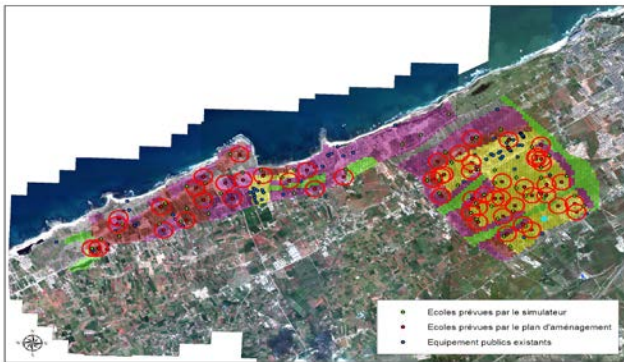 Ecoles prévues par le simulateur
Ecoles prévues par le plan d'aménagement
Equipement publics existants